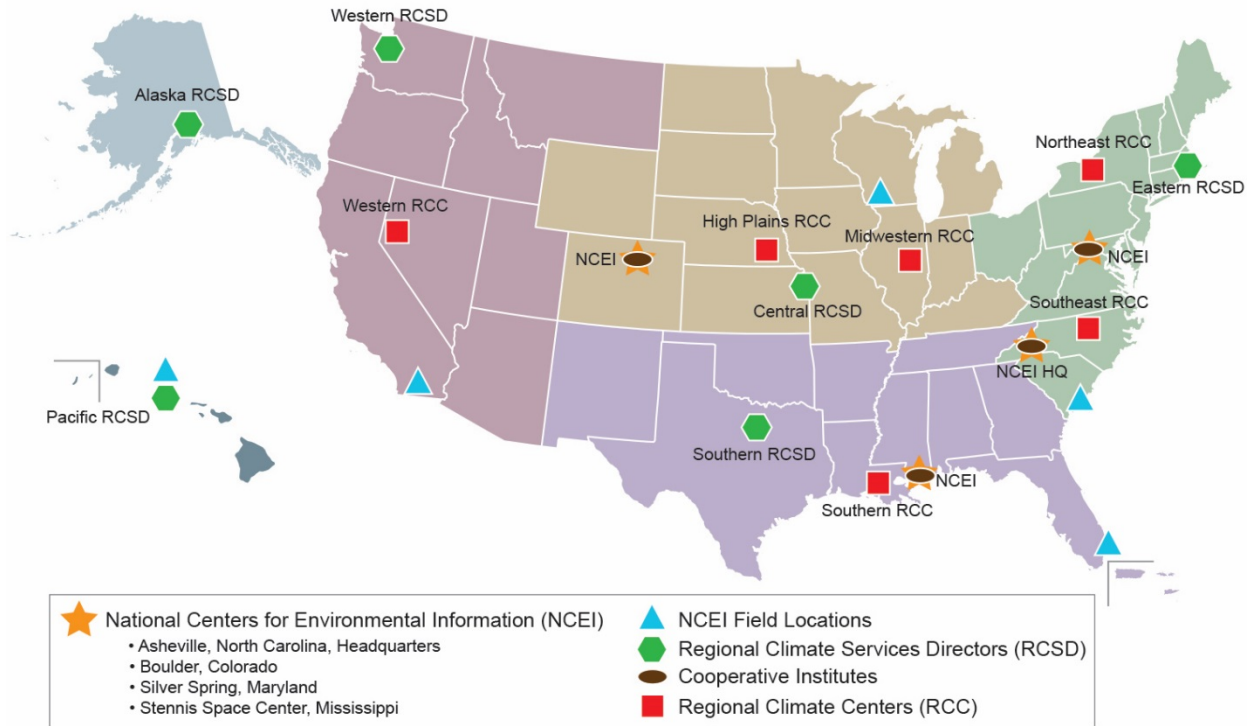 Western RCSD
Alaska RCSD
Northeast RCC
Eastern RCSD
Western RCC
High Plains RCC
Midwestern RCC
NCEI
NCEI
Central RCSD
Southeast RCC
NCEI HQ
Pacific RCSD
Southern RCSD
NCEI
Southern RCC
National Centers for Environmental Information (NCEI)
• Asheville, North Carolina, Headquarters
• Boulder, Colorado
• Silver Spring, Maryland
• Stennis Space Center, Mississippi
NCEI Field Locations
Regional Climate Services Directors (RCSD)
Cooperative Institutes
Regional Climate Centers (RCC)